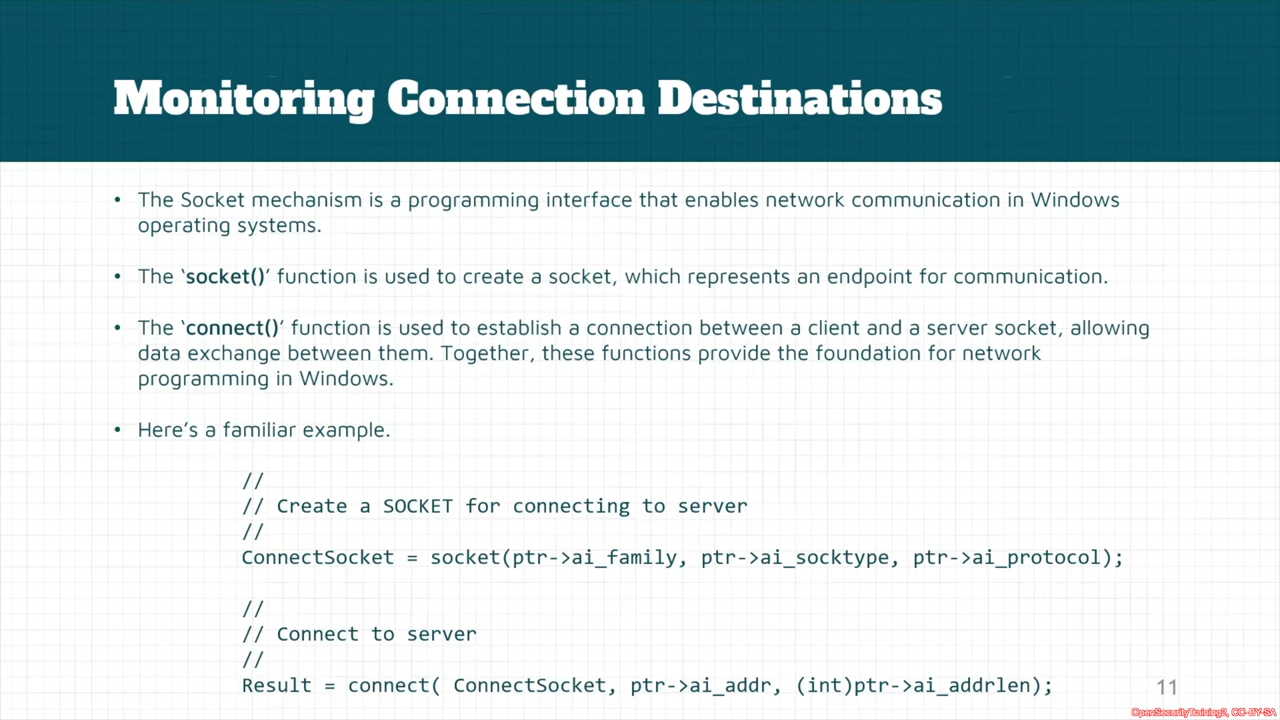 Monitoring Connection Destinations
• The Socket mechanism is a programming interface that enables network communication in Windows
operating systems.
• The ‘socket()’ function is used to create a socket, which represents an endpoint for communication.
• The ‘connect()’ function is used to establish a connection between a client and a server socket, allowing
data exchange between them. Together, these functions provide the foundation for network
programming in Windows.
• Here’s a familiar example.
//
// Create a SOCKET for connecting to server
//
ConnectSocket = socket(ptr->ai_family, ptr->ai_socktype, ptr->ai_protocol);
//
// Connect to server
//
Result = connect( ConnectSocket, ptr->ai_addr, (int)ptr->ai_addrlen);
11
OpenSecurityTraining2, CC-BY-SA